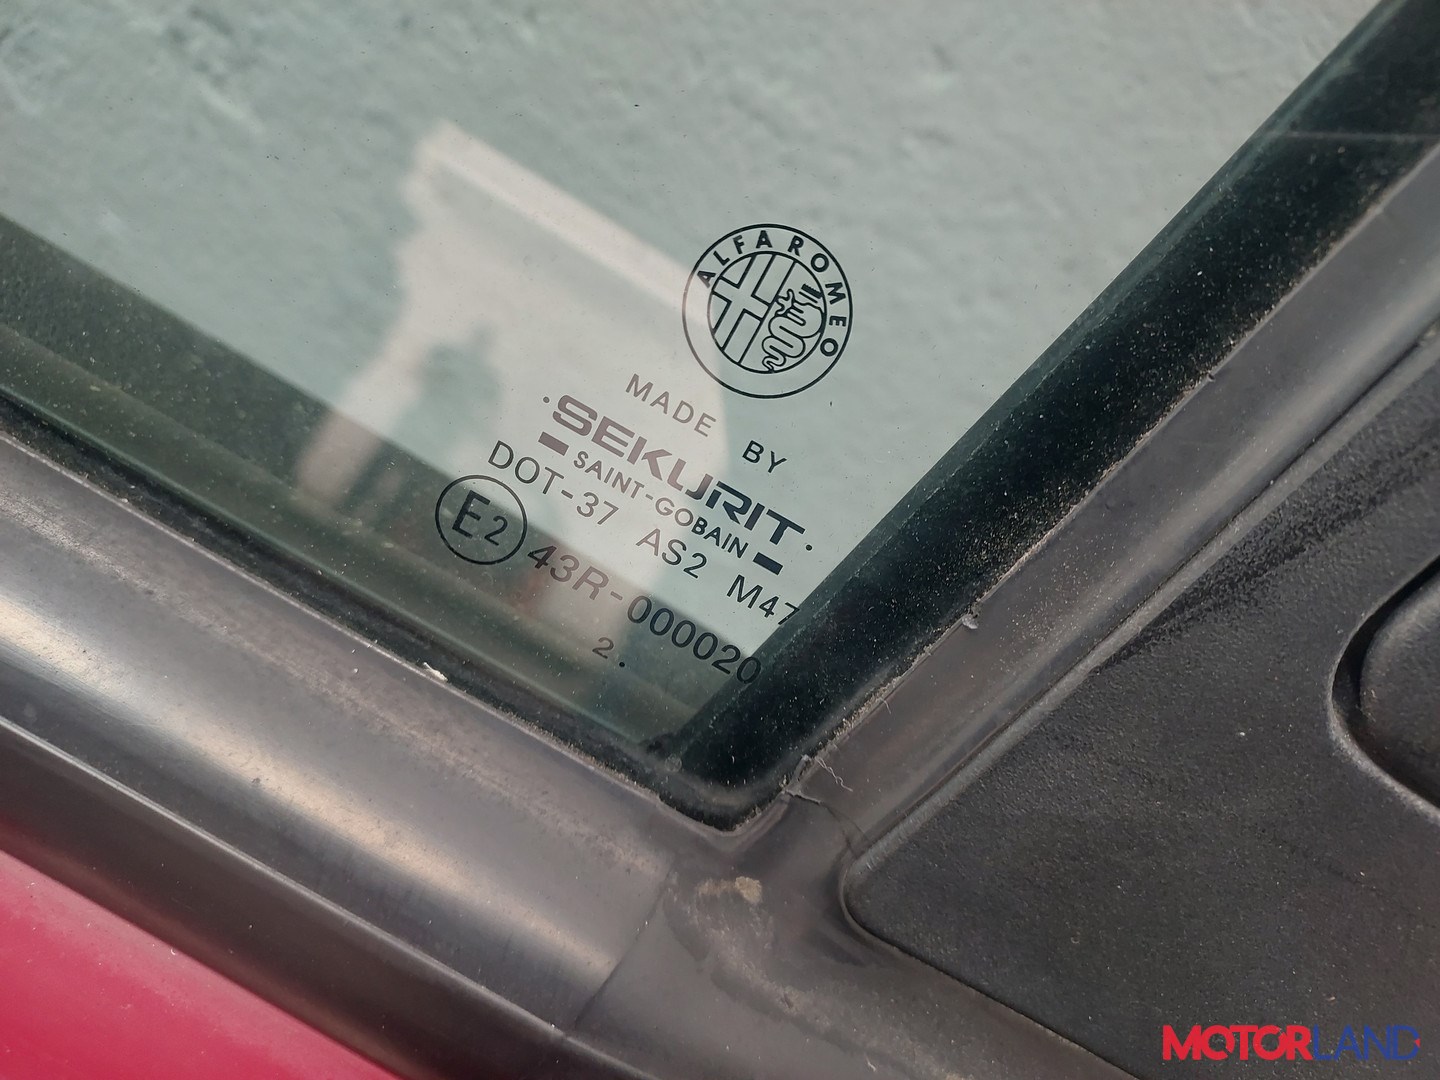 ALFA ROMEO
MADE BY
SEKURIT
SAINT-GOBAIN
DOT-37 AS2 M47
E2 43R-000020
2.
MOTORLAND